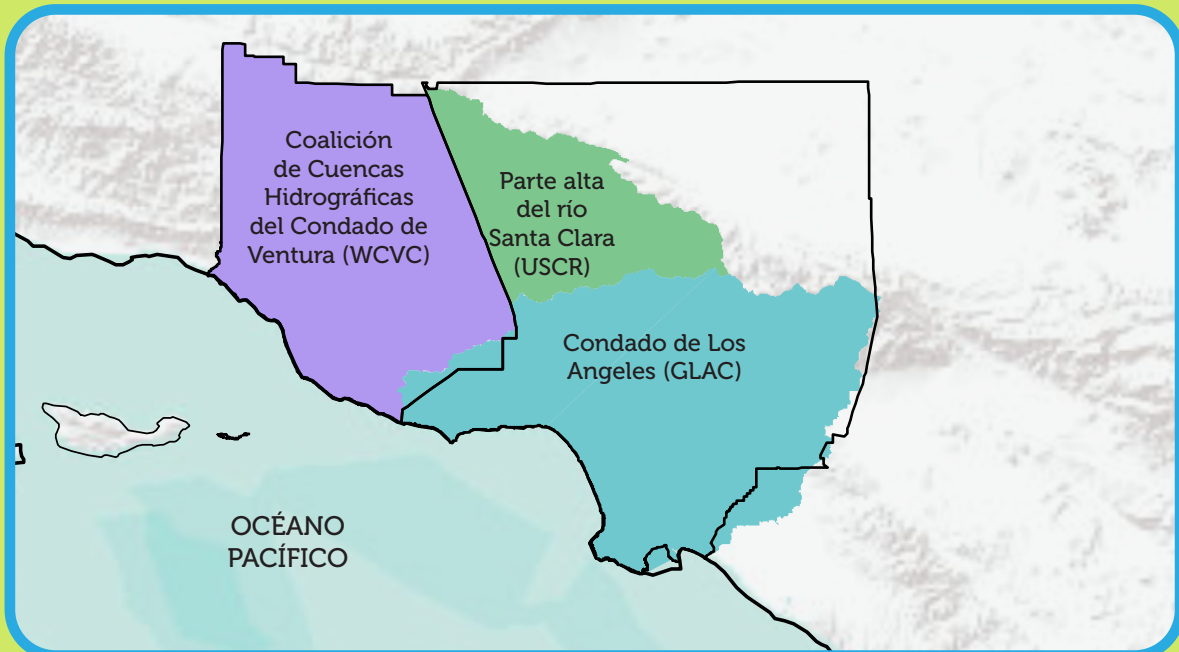 Coalición
de Cuencas
Hidrográficas
del Condado de
Ventura (WCVC)
Parte alta
del río
Santa Clara
(USCR)
Condado de Los
Angeles (GLAC)
OCÉANO
PACÍFICO